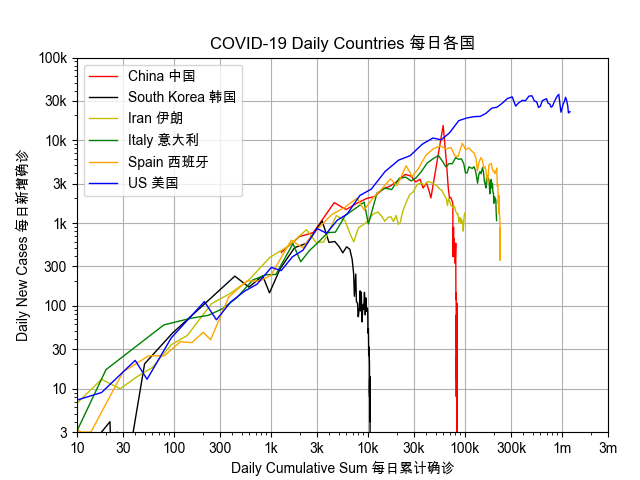 COVID-19 Daily Countries 每日各国
100k
30k
10k
3k
1k
300
100
30
10
3
Daily New Cases 每日新增确诊
China 中国
South Korea 韩国
Iran 伊朗
Italy 意大利
Spain 西班牙
US 美国
10 30 100 300 1k 3k 10k 30k 100k 300k 1m 3m
Daily Cumulative Sum 每日累计确诊